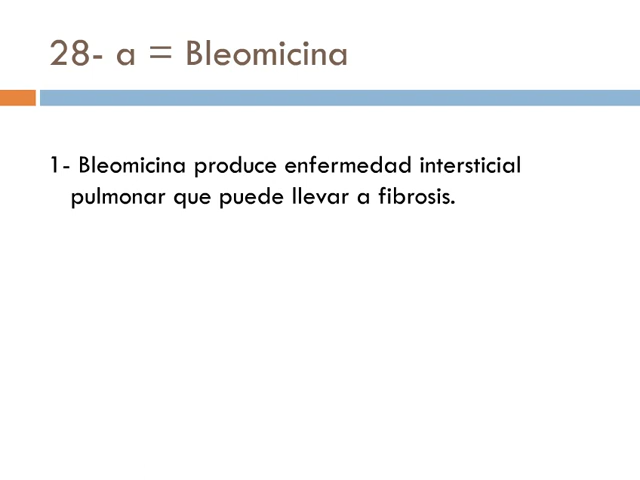 28- a = Bleomicina
1- Bleomicina produce enfermedad intersticial
pulmonar que puede llevar a fibrosis.